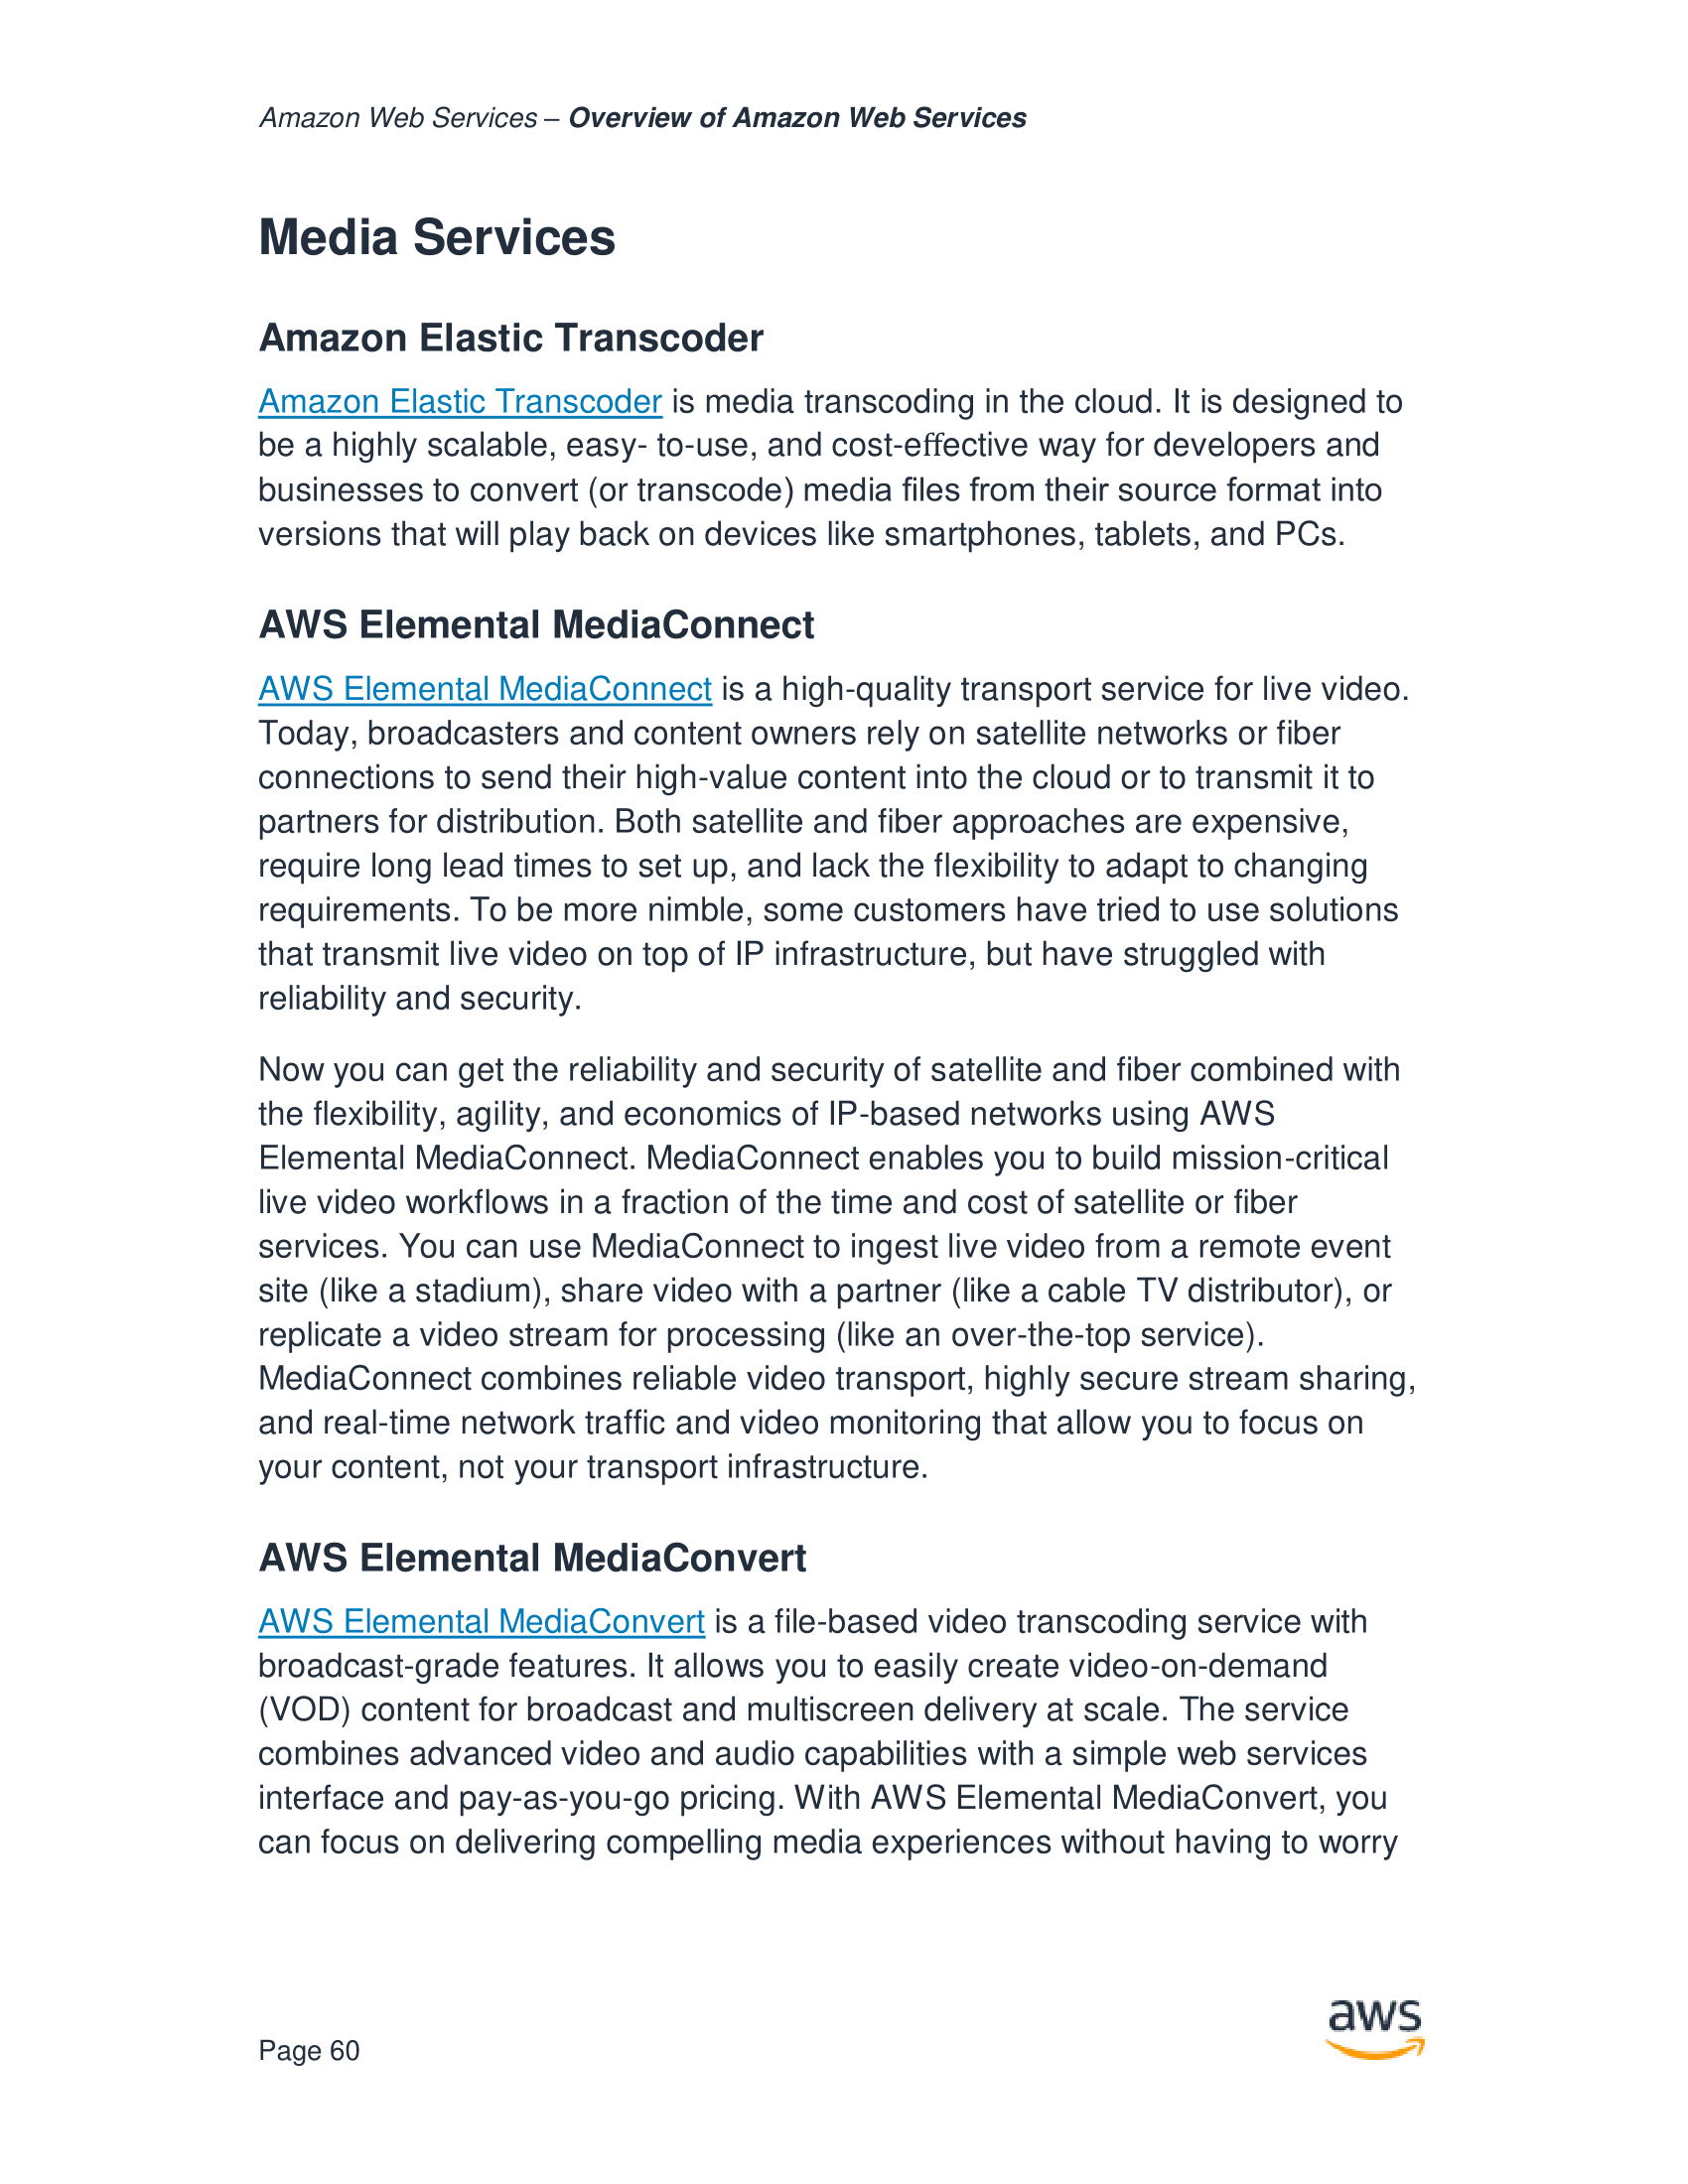 Amazon Web Services – Overview of Amazon Web Services
Media Services
Amazon Elastic Transcoder
Amazon Elastic Transcoder is media transcoding in the cloud. It is designed to
be a highly scalable, easy- to-use, and cost-effective way for developers and
businesses to convert (or transcode) media files from their source format into
versions that will play back on devices like smartphones, tablets, and PCs.
AWS Elemental MediaConnect
AWS Elemental MediaConnect is a high-quality transport service for live video.
Today, broadcasters and content owners rely on satellite networks or fiber
connections to send their high-value content into the cloud or to transmit it to
partners for distribution. Both satellite and fiber approaches are expensive,
require long lead times to set up, and lack the flexibility to adapt to changing
requirements. To be more nimble, some customers have tried to use solutions
that transmit live video on top of IP infrastructure, but have struggled with
reliability and security.
Now you can get the reliability and security of satellite and fiber combined with
the flexibility, agility, and economics of IP-based networks using AWS
Elemental MediaConnect. MediaConnect enables you to build mission-critical
live video workflows in a fraction of the time and cost of satellite or fiber
services. You can use MediaConnect to ingest live video from a remote event
site (like a stadium), share video with a partner (like a cable TV distributor), or
replicate a video stream for processing (like an over-the-top service).
MediaConnect combines reliable video transport, highly secure stream sharing,
and real-time network traffic and video monitoring that allow you to focus on
your content, not your transport infrastructure.
AWS Elemental MediaConvert
AWS Elemental MediaConvert is a file-based video transcoding service with
broadcast-grade features. It allows you to easily create video-on-demand
(VOD) content for broadcast and multiscreen delivery at scale. The service
combines advanced video and audio capabilities with a simple web services
interface and pay-as-you-go pricing. With AWS Elemental MediaConvert, you
can focus on delivering compelling media experiences without having to worry
aws
Page 60